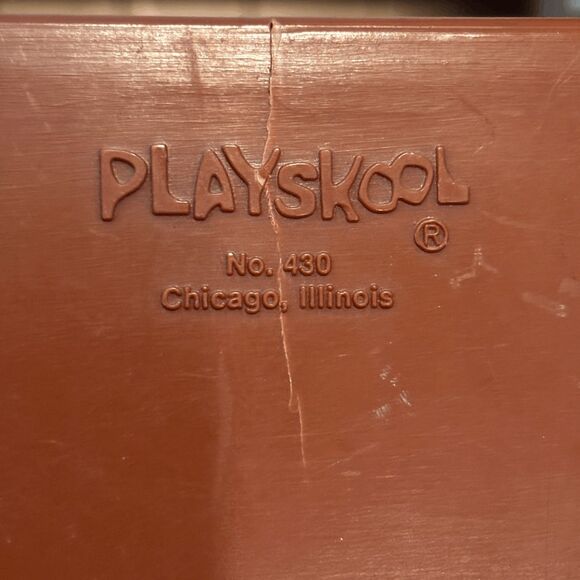 PLAYSKOOL
®
No. 430
Chicago, Illinois